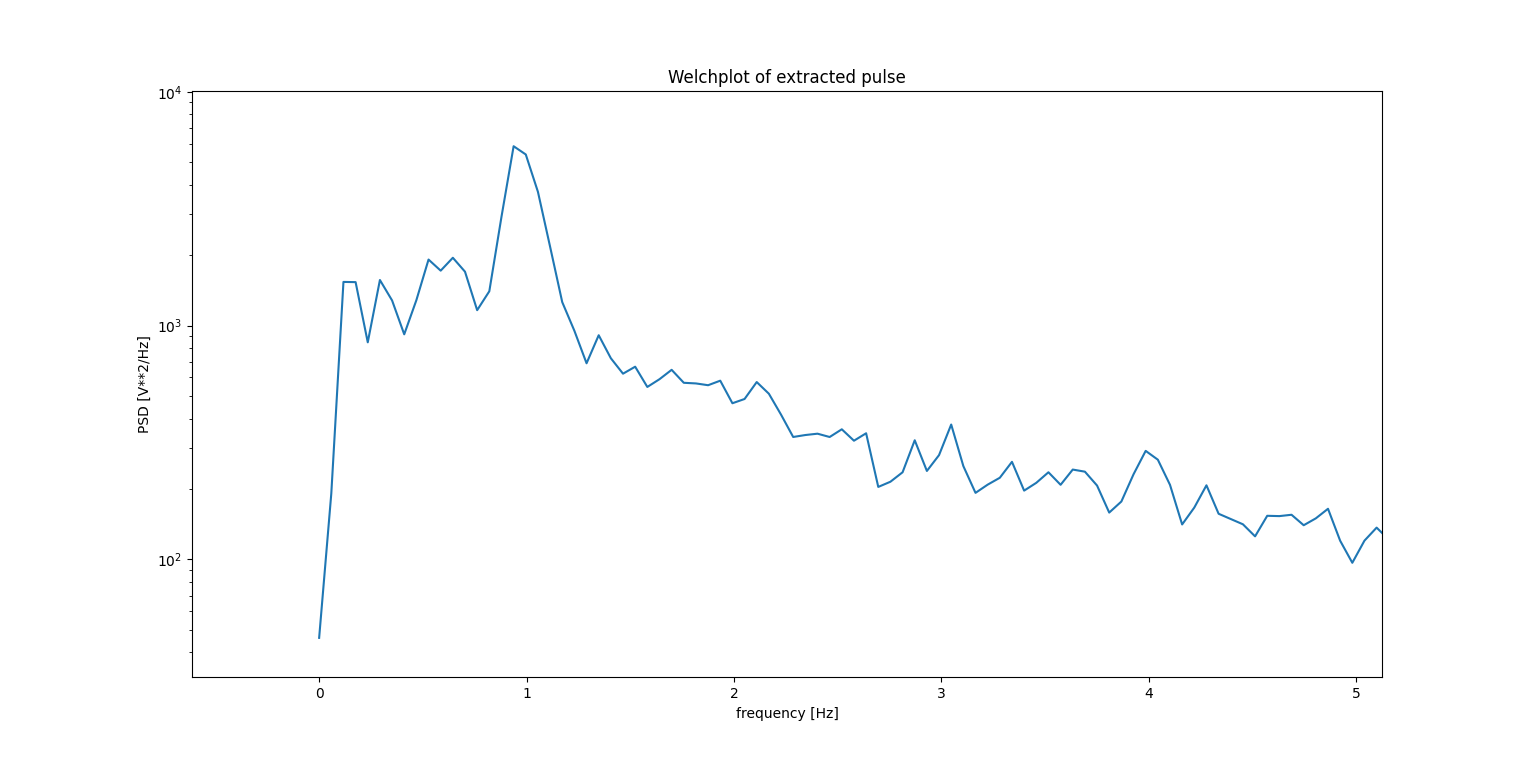 Welchplot of extracted pulse
10⁴
10³
10²
PSD [V**2/Hz]
0 1 2 3 4 5
frequency [Hz]